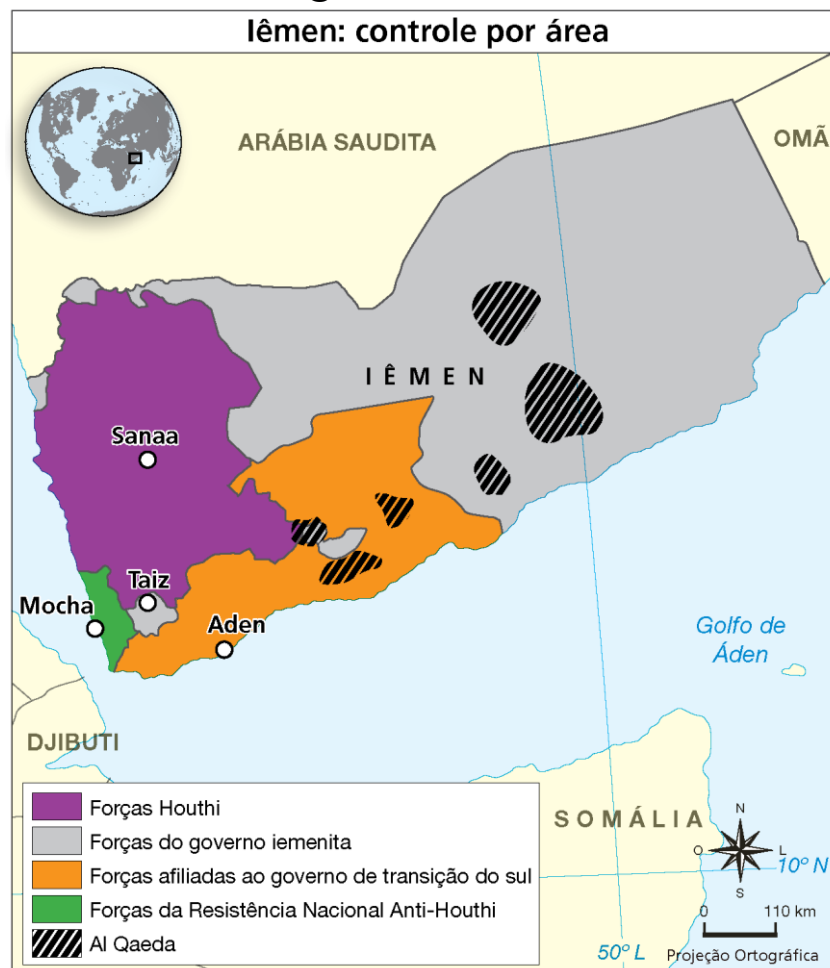 Iêmen: controle por área
ARÁBIA SAUDITA
OMÃ
IÊMEN
Sanaa
Taiz
Mocha
Aden
Golfo de
Áden
DJIBUTI
SOMÁLIA
Forças Houthi
Forças do governo iemenita
Forças afiliadas ao governo de transição do sul
Forças da Resistência Nacional Anti-Houthi
Al Qaeda
N
O
L
S
10º N
0 110 km
50º L
Projeção Ortográfica